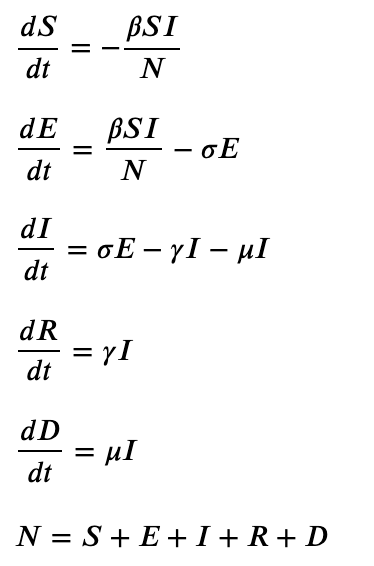 dS/dt = −βSI/N
dE/dt = βSI/N − σE
dI/dt = σE − γI − μI
dR/dt = γI
dD/dt = μI
N = S + E + I + R + D